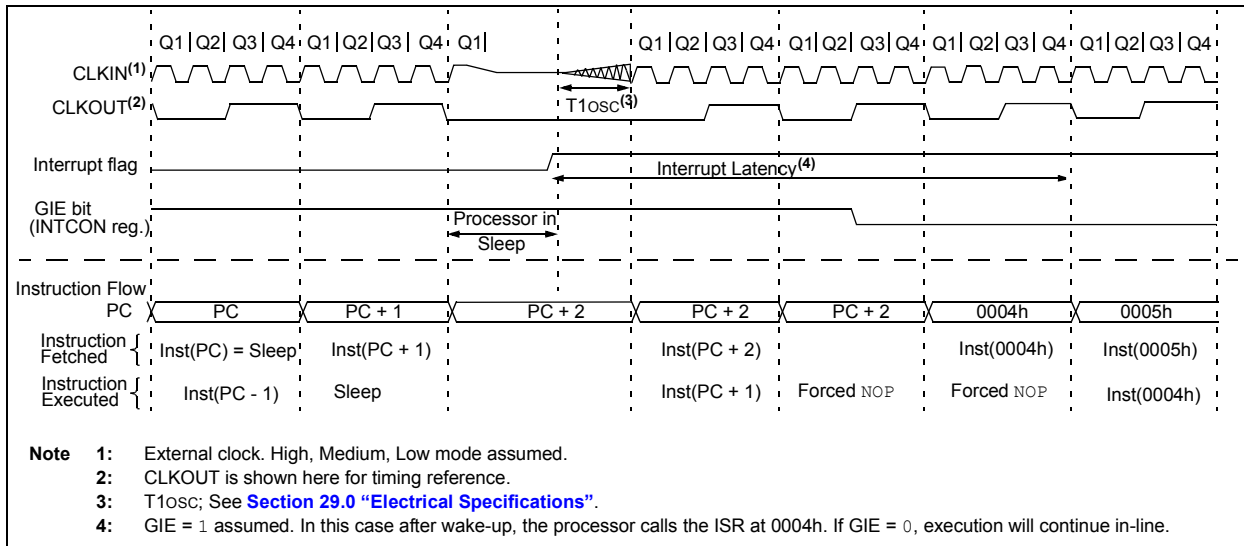 Q1 Q2 Q3 Q4 Q1 Q2 Q3 Q4 Q1 Q1 Q2 Q3 Q4 Q1 Q2 Q3 Q4 Q1 Q2 Q3 Q4 Q1 Q2 Q3 Q4
CLKIN(1)
CLKOUT(2)
T1OSC(3)
Interrupt flag
Interrupt Latency(4)
GIE bit
(INTCON reg.)
Processor in
Sleep
Instruction Flow
PC PC PC + 1 PC + 2 PC + 2 PC + 2 0004h 0005h
Instruction
Fetched { Inst(PC) = Sleep Inst(PC + 1) Inst(PC + 2) Inst(0004h) Inst(0005h)
Instruction
Executed { Inst(PC - 1) Sleep Inst(PC + 1) Forced NOP Forced NOP Inst(0004h)
Note 1: External clock. High, Medium, Low mode assumed.
2: CLKOUT is shown here for timing reference.
3: T1OSC; See Section 29.0 “Electrical Specifications”.
4: GIE = 1 assumed. In this case after wake-up, the processor calls the ISR at 0004h. If GIE = 0, execution will continue in-line.